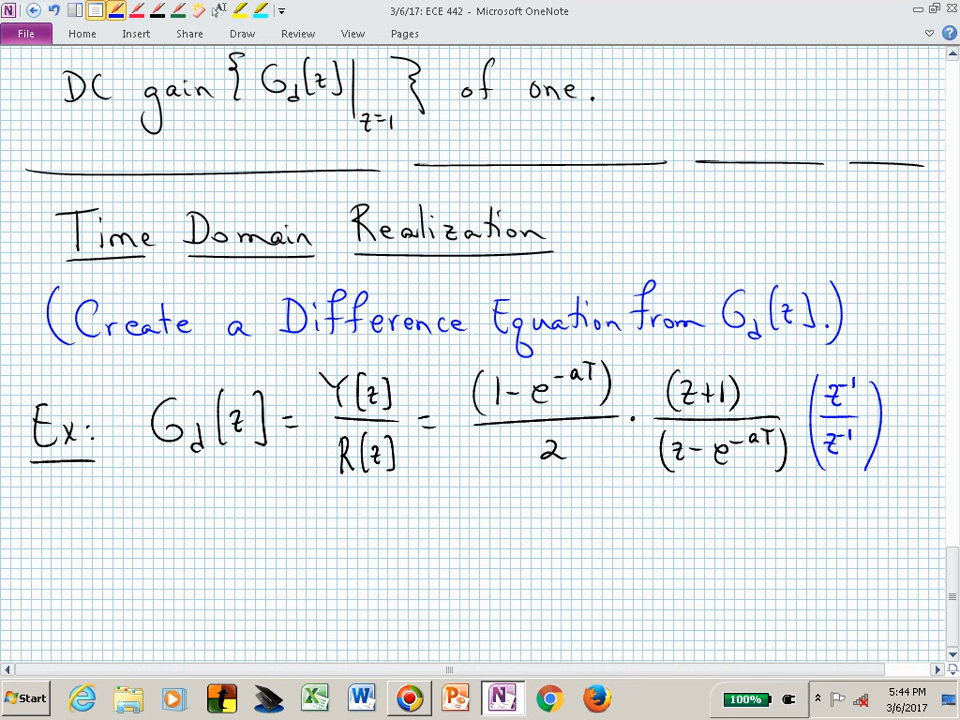 3/6/17: ECE 442 - Microsoft OneNote
File Home Insert Share Draw Review View Pages
DC gain {G_d[z]|_{z=1}} of one.
Time Domain Realization
(Create a Difference Equation from G_d[z].)
Ex: G_d[z] = Y[z]/R[z] = (1 - e^{-aT})/2 · (z+1)/(z - e^{-aT}) (z^{-1}/z^{-1})
Start 100% 5:44 PM
3/6/2017